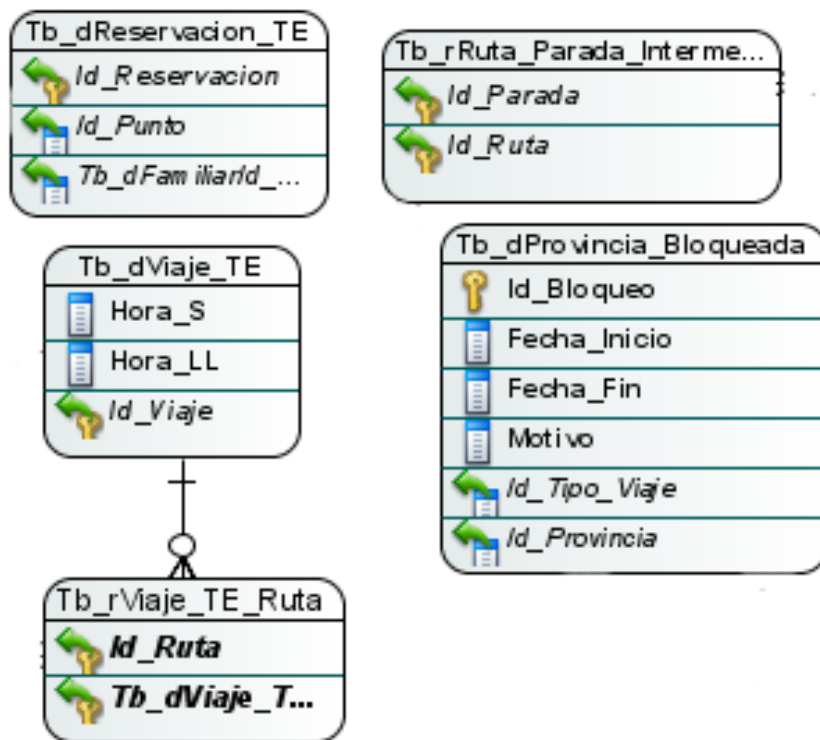 Tb_dReservacion_TE
Id_Reservacion
Id_Punto
Tb_dFamiliarId_...
Tb_rRuta_Parada_Interme...
Id_Parada
Id_Ruta
Tb_dViaje_TE
Hora_S
Hora_LL
Id_Viaje
Tb_dProvincia_Bloqueada
Id_Bloqueo
Fecha_Inicio
Fecha_Fin
Motivo
Id_Tipo_Viaje
Id_Provincia
Tb_rViaje_TE_Ruta
Id_Ruta
Tb_dViaje_T...